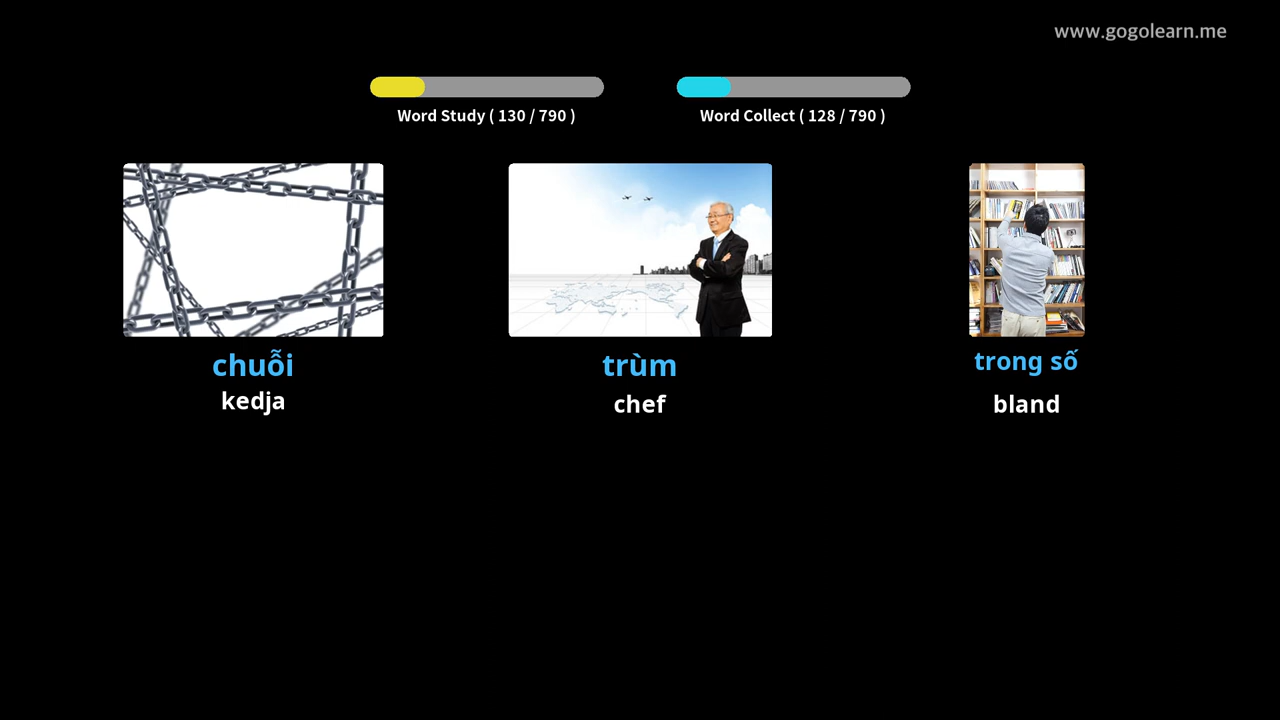 www.gogolearn.me
Word Study ( 130 / 790 )
Word Collect ( 128 / 790 )
chuỗi
kedja
trùm
chef
trong số
bland